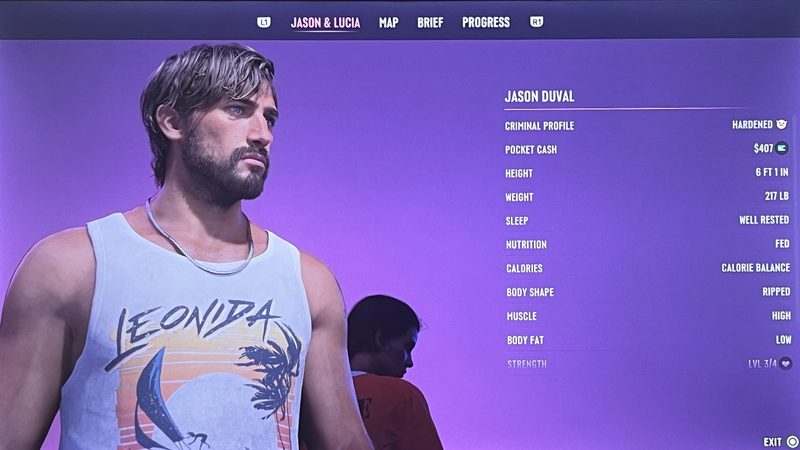 L1 JASON & LUCIA MAP BRIEF PROGRESS R1
JASON DUVAL
CRIMINAL PROFILE HARDENED
POCKET CASH $407
HEIGHT 6 FT 1 IN
WEIGHT 217 LB
SLEEP WELL RESTED
NUTRITION FED
CALORIES CALORIE BALANCE
BODY SHAPE RIPPED
MUSCLE HIGH
BODY FAT LOW
STRENGTH LVL 3/4
LEONIDA
EXIT